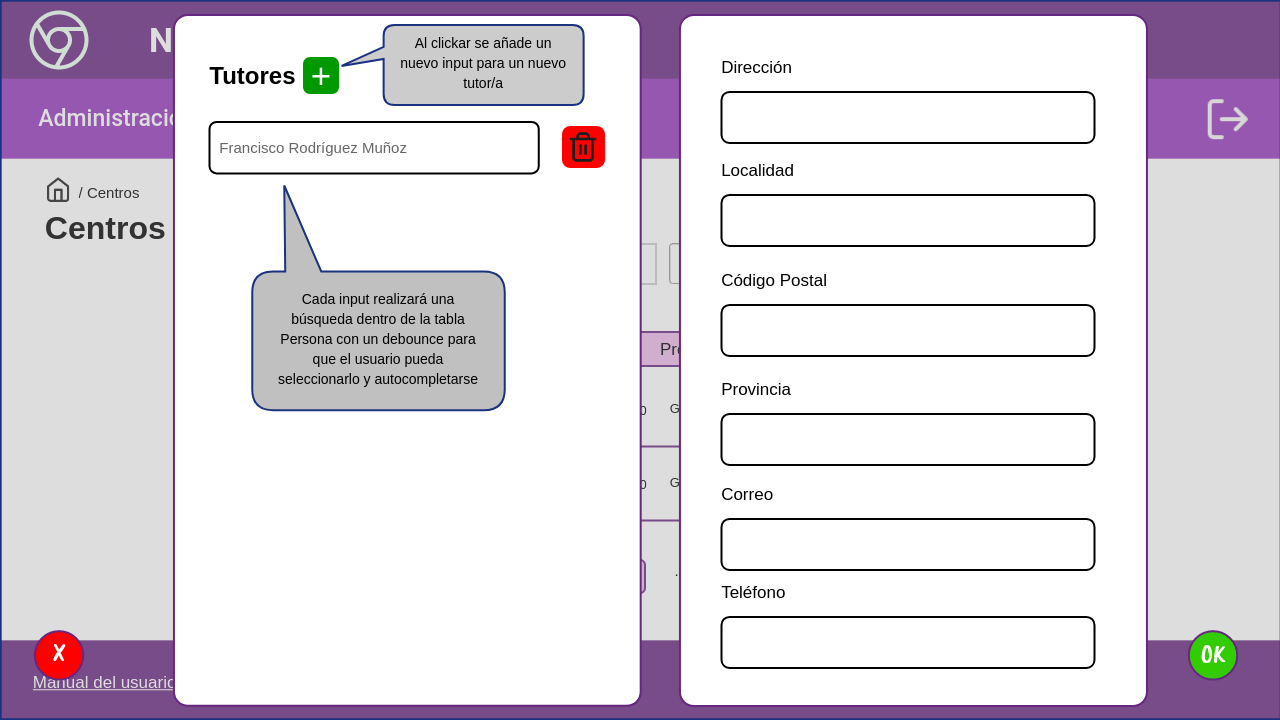 N
Administració
/ Centros
Centros
Tutores
Al clickar se añade un
nuevo input para un nuevo
tutor/a
Francisco Rodríguez Muñoz
Cada input realizará una
búsqueda dentro de la tabla
Persona con un debounce para
que el usuario pueda
seleccionarlo y autocompletarse
Dirección
Localidad
Código Postal
Provincia
Correo
Teléfono
X
OK
Manual del usuario